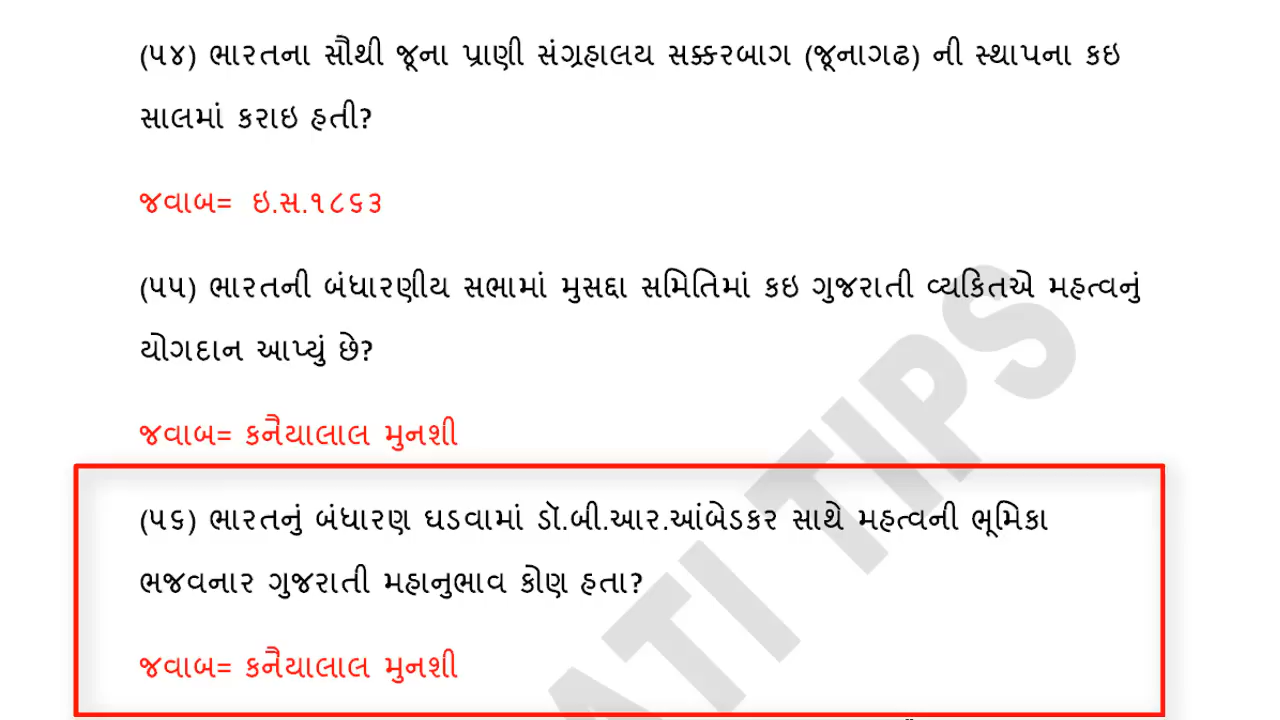 (૫૪) ભારતના સૌથી જૂના પ્રાણી સંગ્રહાલય સક્કરબાગ (જૂનાગઢ) ની સ્થાપના કઇ
સાલમાં કરાઇ હતી?
જવાબ= ઇ.સ.૧૮૬૩
(૫૫) ભારતની બંધારણીય સભામાં મુસદ્દા સમિતિમાં કઇ ગુજરાતી વ્યકિતએ મહત્વનું
યોગદાન આપ્યું છે?
જવાબ= કનૈયાલાલ મુનશી
(૫૬) ભારતનું બંધારણ ઘડવામાં ડૉ.બી.આર.આંબેડકર સાથે મહત્વની ભૂમિકા
ભજવનાર ગુજરાતી મહાનુભાવ કોણ હતા?
જવાબ= કનૈયાલાલ મુનશી
ATI TIPS